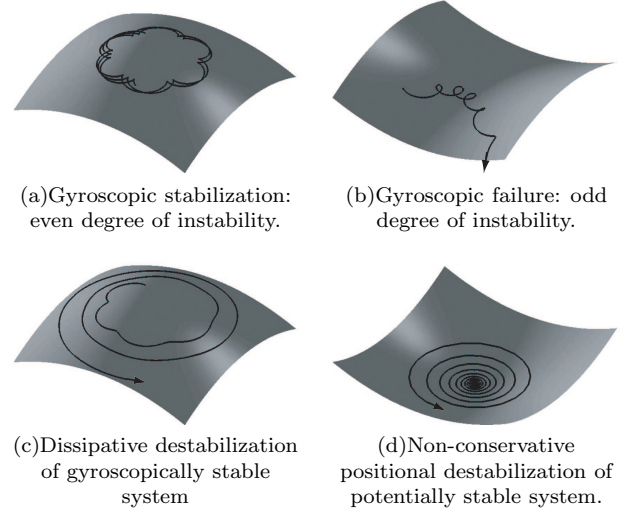 (a)Gyroscopic stabilization:
even degree of instability.
(b)Gyroscopic failure: odd
degree of instability.
(c)Dissipative destabilization
of gyroscopically stable
system
(d)Non-conservative
positional destabilization of
potentially stable system.